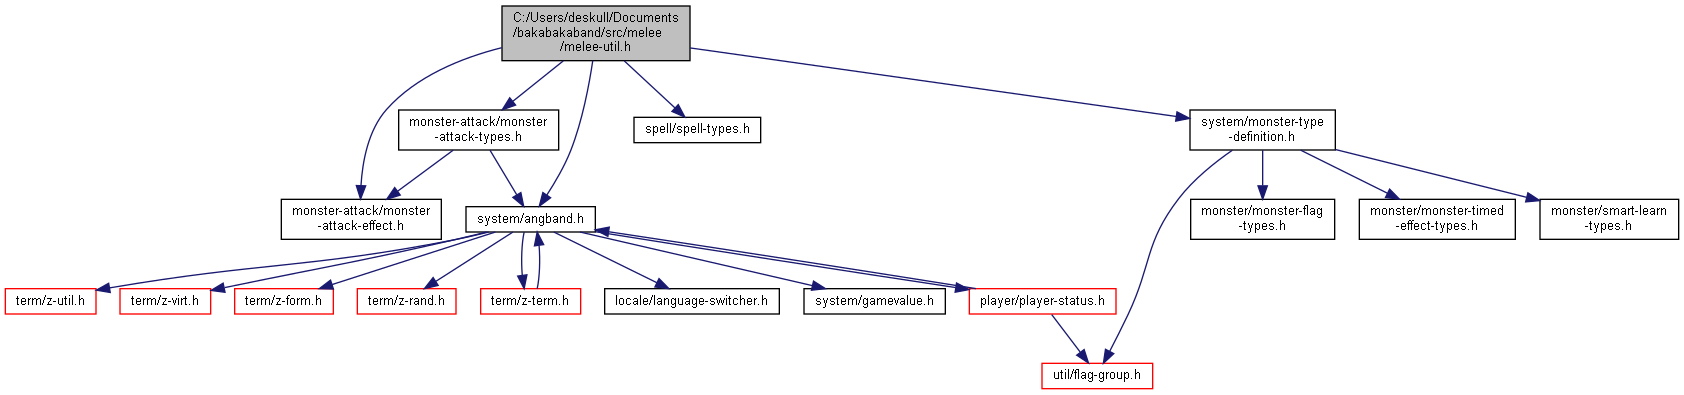 C:/Users/deskull/Documents
/bakabakaband/src/melee
/melee-util.h
monster-attack/monster
-attack-types.h
spell/spell-types.h
system/monster-type
-definition.h
monster-attack/monster
-attack-effect.h
system/angband.h
monster/monster-flag
-types.h
monster/monster-timed
-effect-types.h
monster/smart-learn
-types.h
term/z-util.h
term/z-virt.h
term/z-form.h
term/z-rand.h
term/z-term.h
locale/language-switcher.h
system/gamevalue.h
player/player-status.h
util/flag-group.h